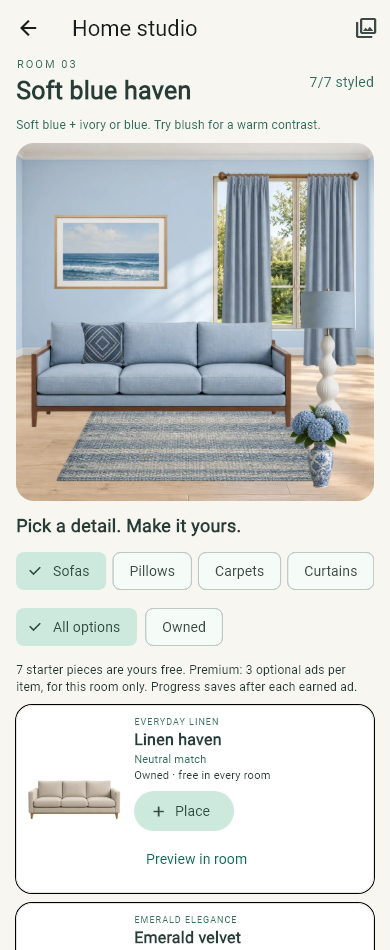 Home studio
ROOM 03
Soft blue haven
7/7 styled
Soft blue + ivory or blue. Try blush for a warm contrast.
Pick a detail. Make it yours.
Sofas
Pillows
Carpets
Curtains
All options
Owned
7 starter pieces are yours free. Premium: 3 optional ads per
item, for this room only. Progress saves after each earned ad.
EVERYDAY LINEN
Linen haven
Neutral match
Owned · free in every room
Place
Preview in room
EMERALD ELEGANCE
Emerald velvet